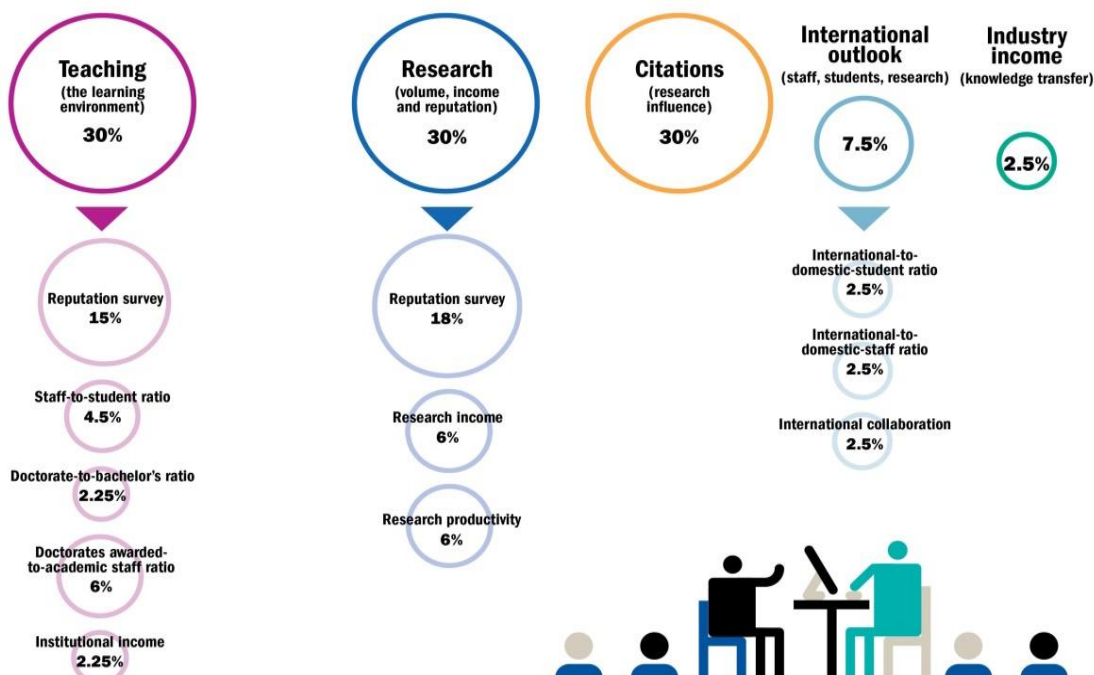 Teaching
(the learning
environment)
30%
Reputation survey
15%
Staff-to-student ratio
4.5%
Doctorate-to-bachelor's ratio
2.25%
Doctorates awarded-
to-academic staff ratio
6%
Institutional income
2.25%
Research
(volume, income
and reputation)
30%
Reputation survey
18%
Research income
6%
Research productivity
6%
Citations
(research
influence)
30%
International
outlook
(staff, students, research)
7.5%
International-to-
domestic-student ratio
2.5%
International-to-
domestic-staff ratio
2.5%
International collaboration
2.5%
Industry
income
(knowledge transfer)
2.5%